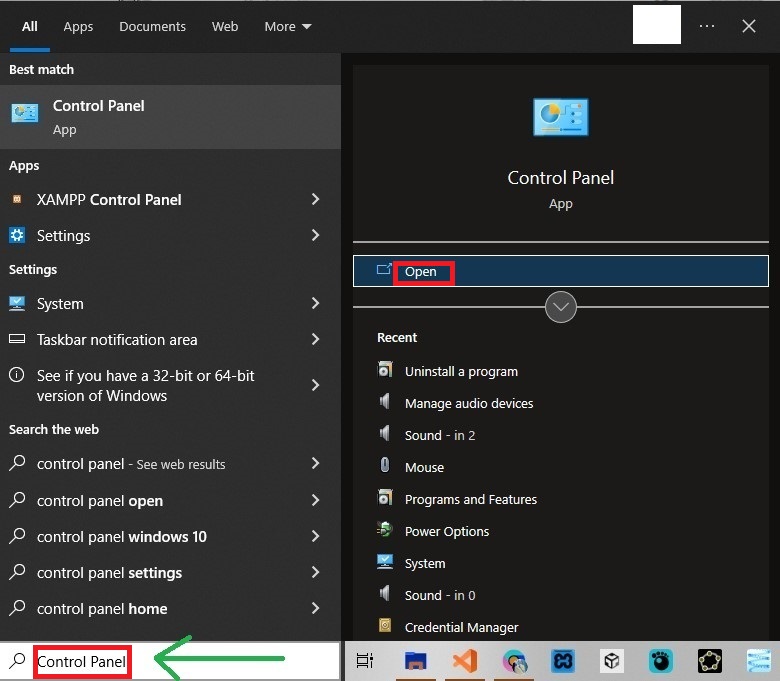 All Apps Documents Web More
Best match
Control Panel
App
Apps
XAMPP Control Panel
Settings
Settings
System
Taskbar notification area
See if you have a 32-bit or 64-bit
version of Windows
Search the web
control panel - See web results
control panel open
control panel windows 10
control panel settings
control panel home
Control Panel
Control Panel
App
Open
Recent
Uninstall a program
Manage audio devices
Sound - in 2
Mouse
Programs and Features
Power Options
System
Sound - in 0
Credential Manager